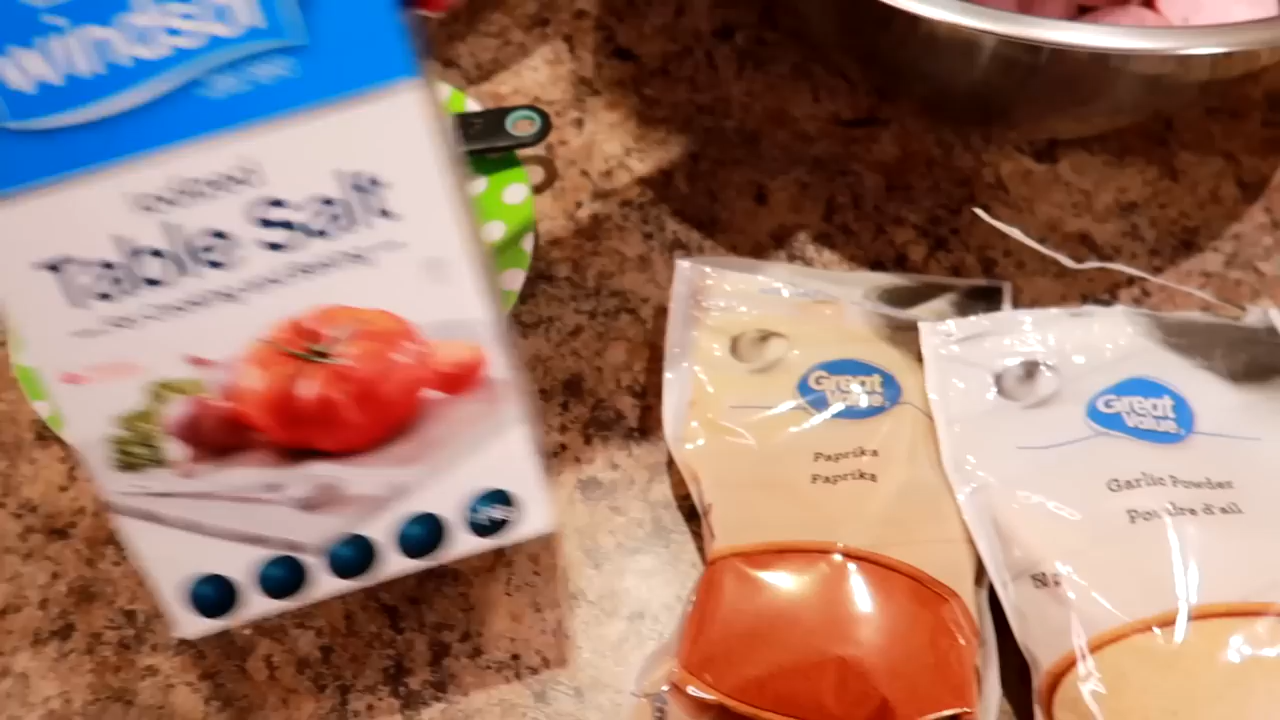 windsor
Table Salt
Great
Value
Paprika
Paprika
Great
Value
Garlic Powder
Poudre d'ail